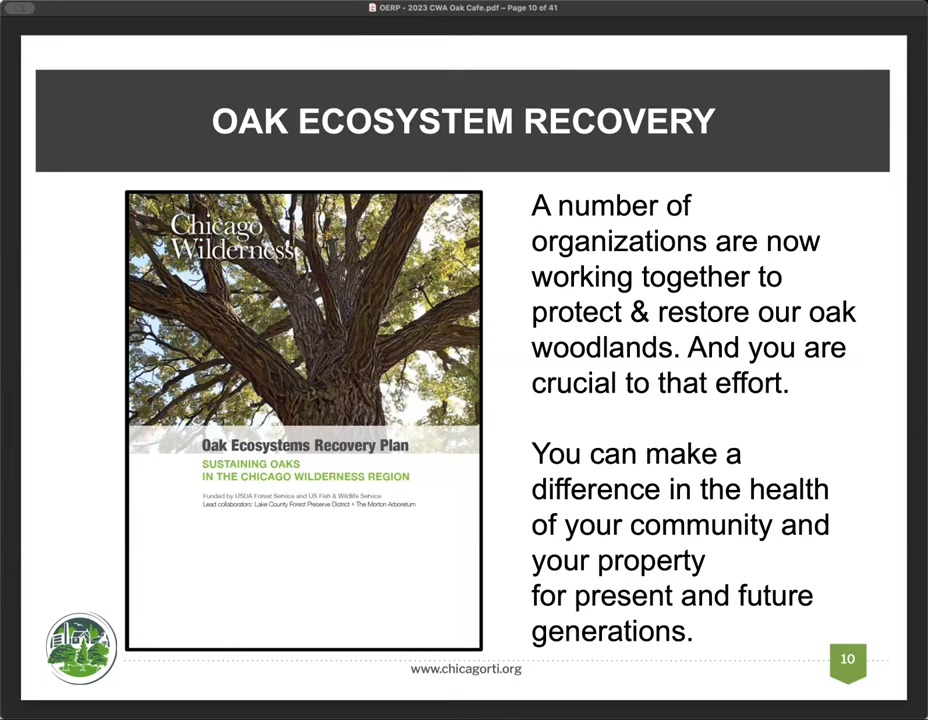 OERP - 2023 CWA Oak Cafe.pdf – Page 10 of 41
OAK ECOSYSTEM RECOVERY
Chicago
Wilderness
Oak Ecosystems Recovery Plan
SUSTAINING OAKS
IN THE CHICAGO WILDERNESS REGION
Funded by USDA Forest Service and US Fish & Wildlife Service
Lead collaborators: Lake County Forest Preserve District • The Morton Arboretum
A number of
organizations are now
working together to
protect & restore our oak
woodlands. And you are
crucial to that effort.
You can make a
difference in the health
of your community and
your property
for present and future
generations.
www.chicagorti.org
10